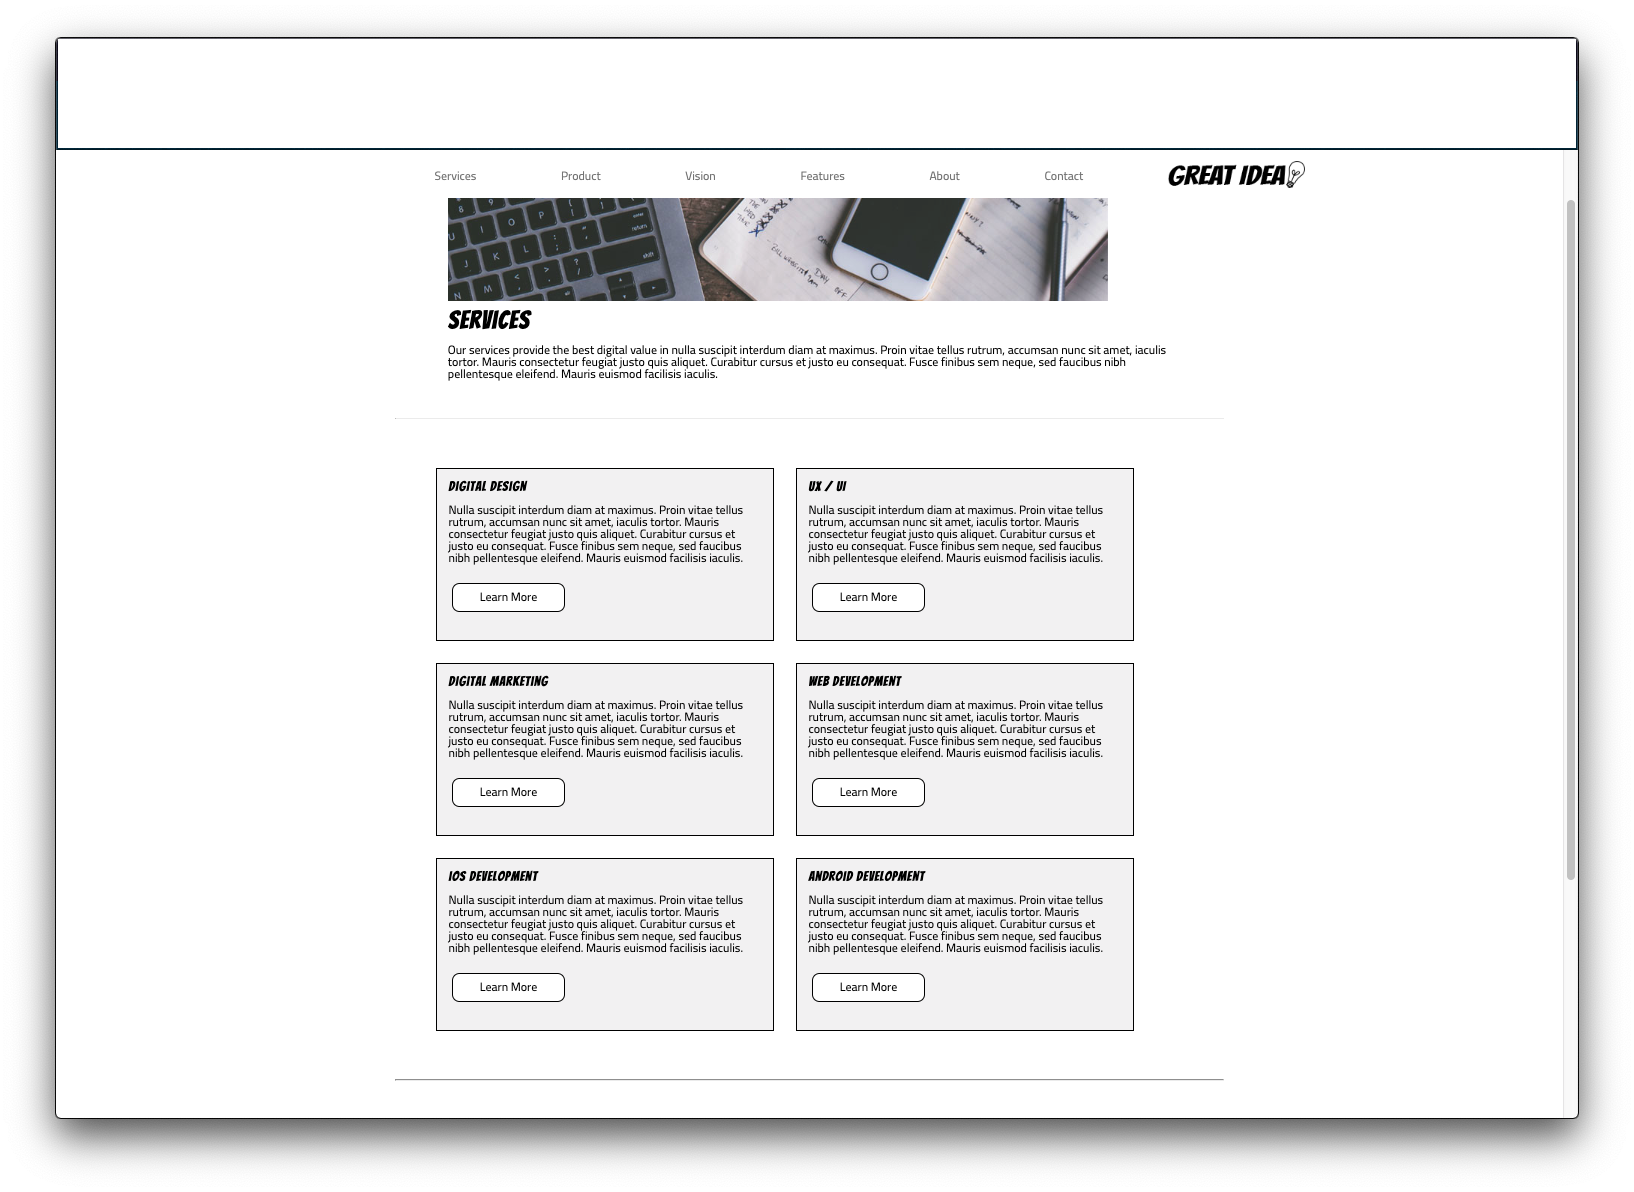 Services Product Vision Features About Contact GREAT IDEA
return
shift
DAY
OFF
SERVICES
Our services provide the best digital value in nulla suscipit interdum diam at maximus. Proin vitae tellus rutrum, accumsan nunc sit amet, iaculis
tortor. Mauris consectetur feugiat justo quis aliquet. Curabitur cursus et justo eu consequat. Fusce finibus sem neque, sed faucibus nibh
pellentesque eleifend. Mauris euismod facilisis iaculis.
DIGITAL DESIGN
Nulla suscipit interdum diam at maximus. Proin vitae tellus
rutrum, accumsan nunc sit amet, iaculis tortor. Mauris
consectetur feugiat justo quis aliquet. Curabitur cursus et
justo eu consequat. Fusce finibus sem neque, sed faucibus
nibh pellentesque eleifend. Mauris euismod facilisis iaculis.
Learn More
UX / UI
Nulla suscipit interdum diam at maximus. Proin vitae tellus
rutrum, accumsan nunc sit amet, iaculis tortor. Mauris
consectetur feugiat justo quis aliquet. Curabitur cursus et
justo eu consequat. Fusce finibus sem neque, sed faucibus
nibh pellentesque eleifend. Mauris euismod facilisis iaculis.
Learn More
DIGITAL MARKETING
Nulla suscipit interdum diam at maximus. Proin vitae tellus
rutrum, accumsan nunc sit amet, iaculis tortor. Mauris
consectetur feugiat justo quis aliquet. Curabitur cursus et
justo eu consequat. Fusce finibus sem neque, sed faucibus
nibh pellentesque eleifend. Mauris euismod facilisis iaculis.
Learn More
WEB DEVELOPMENT
Nulla suscipit interdum diam at maximus. Proin vitae tellus
rutrum, accumsan nunc sit amet, iaculis tortor. Mauris
consectetur feugiat justo quis aliquet. Curabitur cursus et
justo eu consequat. Fusce finibus sem neque, sed faucibus
nibh pellentesque eleifend. Mauris euismod facilisis iaculis.
Learn More
IOS DEVELOPMENT
Nulla suscipit interdum diam at maximus. Proin vitae tellus
rutrum, accumsan nunc sit amet, iaculis tortor. Mauris
consectetur feugiat justo quis aliquet. Curabitur cursus et
justo eu consequat. Fusce finibus sem neque, sed faucibus
nibh pellentesque eleifend. Mauris euismod facilisis iaculis.
Learn More
ANDROID DEVELOPMENT
Nulla suscipit interdum diam at maximus. Proin vitae tellus
rutrum, accumsan nunc sit amet, iaculis tortor. Mauris
consectetur feugiat justo quis aliquet. Curabitur cursus et
justo eu consequat. Fusce finibus sem neque, sed faucibus
nibh pellentesque eleifend. Mauris euismod facilisis iaculis.
Learn More